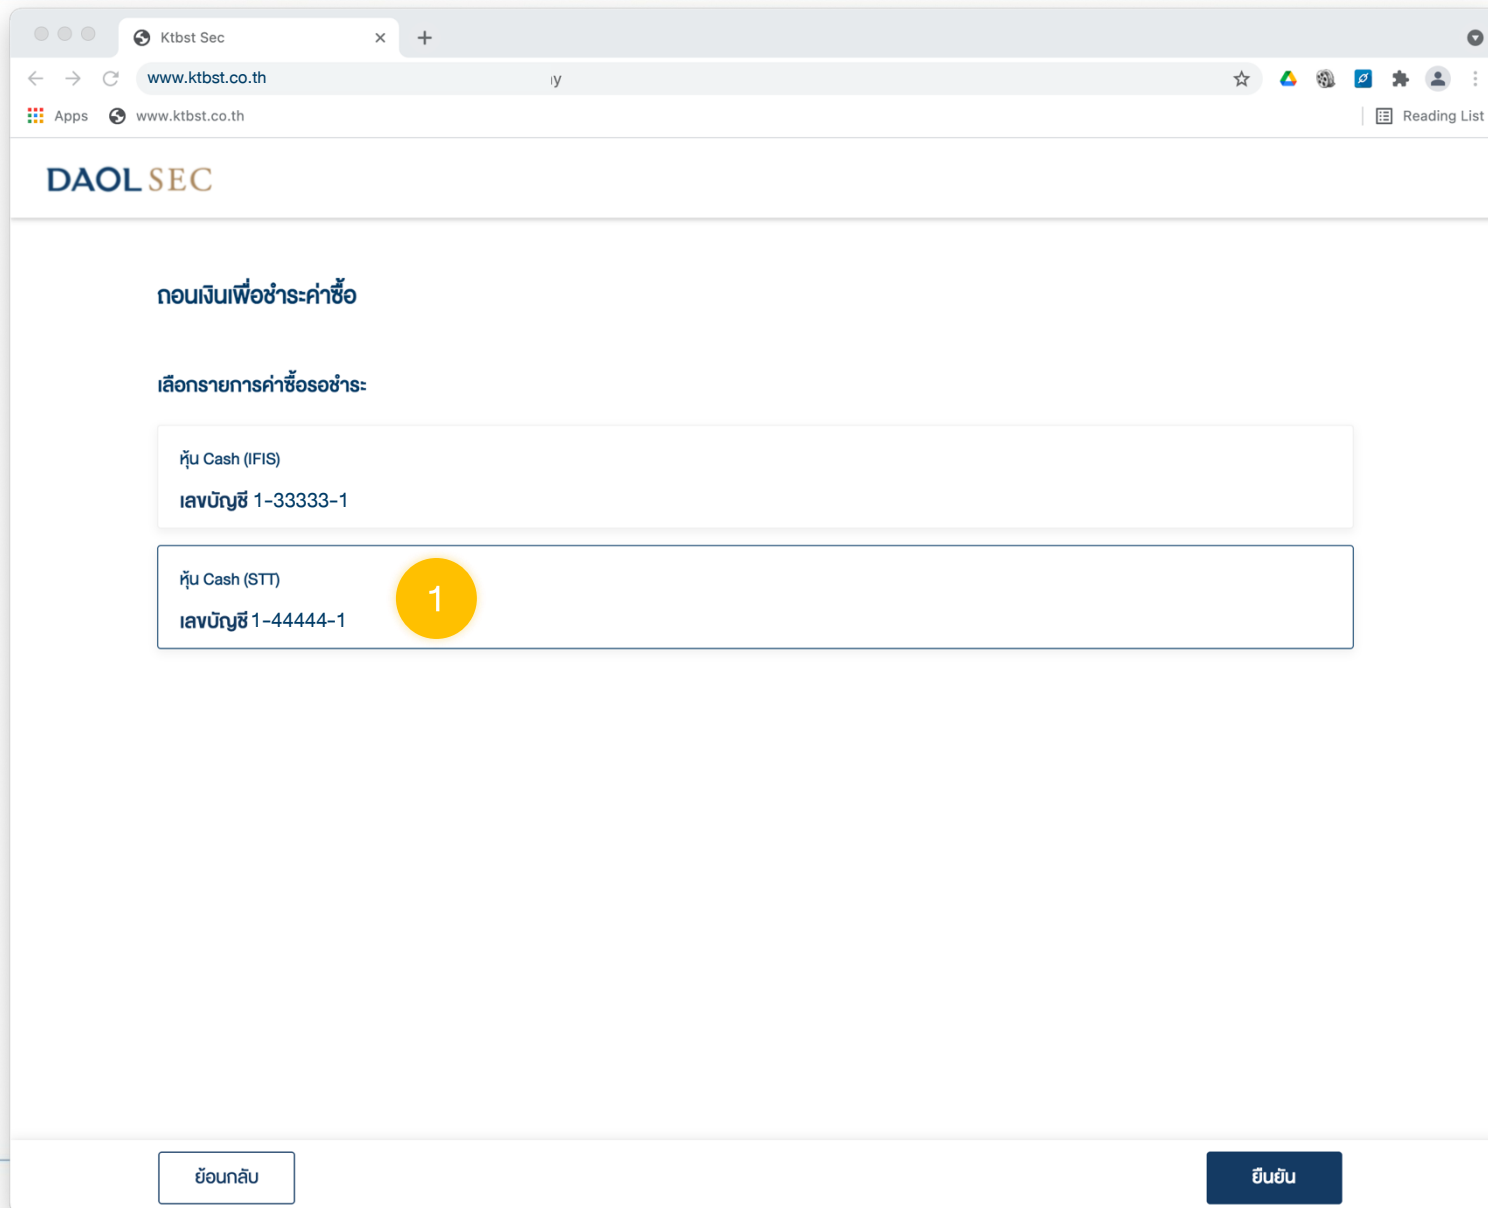 Ktbst Sec
www.ktbst.co.th
Apps
www.ktbst.co.th
Reading List
DAOL SEC
ถอนเงินเพื่อชำระค่าซื้อ
เลือกรายการค่าซื้อรอชำระ
หุ้น Cash (IFIS)
เลขบัญชี 1-33333-1
หุ้น Cash (STT)
เลขบัญชี 1-44444-1
1
ย้อนกลับ
ยืนยัน